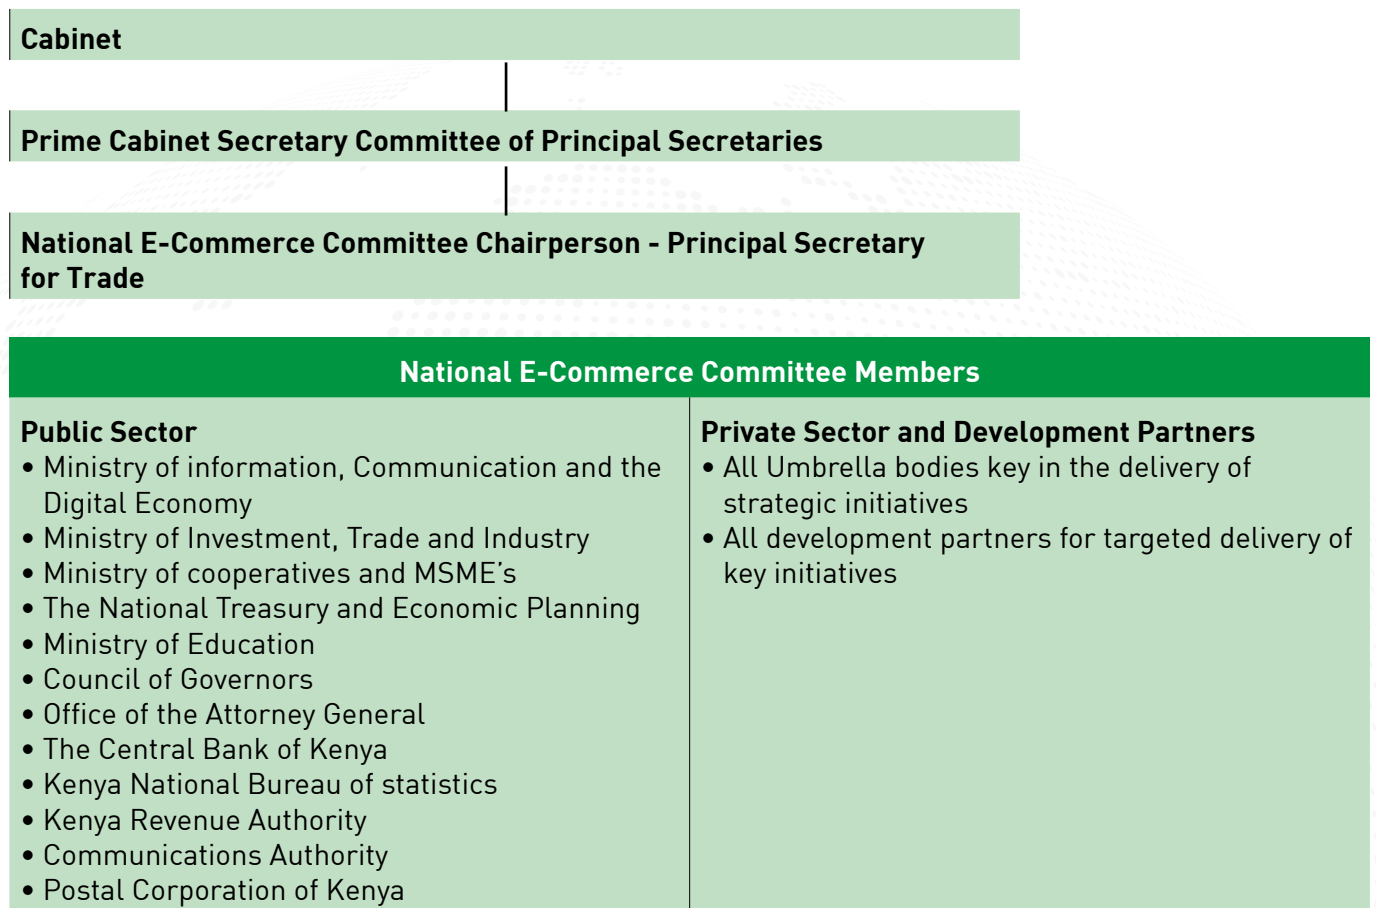 Cabinet
Prime Cabinet Secretary Committee of Principal Secretaries
National E-Commerce Committee Chairperson - Principal Secretary
for Trade
National E-Commerce Committee Members
Public Sector
• Ministry of information, Communication and the
Digital Economy
• Ministry of Investment, Trade and Industry
• Ministry of cooperatives and MSME’s
• The National Treasury and Economic Planning
• Ministry of Education
• Council of Governors
• Office of the Attorney General
• The Central Bank of Kenya
• Kenya National Bureau of statistics
• Kenya Revenue Authority
• Communications Authority
• Postal Corporation of Kenya
Private Sector and Development Partners
• All Umbrella bodies key in the delivery of
strategic initiatives
• All development partners for targeted delivery of
key initiatives